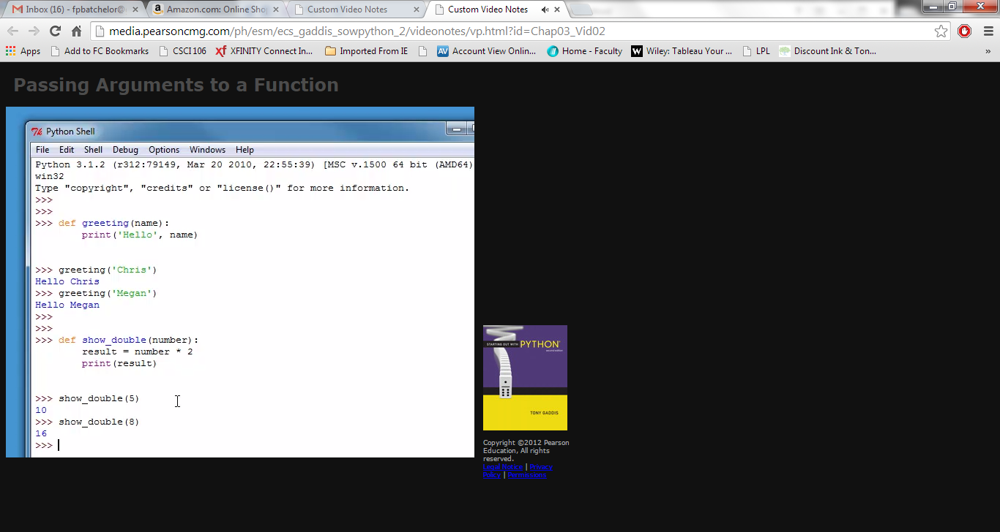 Inbox (16) - fpbatchelor@
Amazon.com: Online Sho
Custom Video Notes
Custom Video Notes
media.pearsoncmg.com/ph/esm/ecs_gaddis_sowpython_2/videonotes/vp.html?id=Chap03_Vid02
Apps
Add to FC Bookmarks
CSCI106
XFINITY Connect In...
Imported From IE
AV Account View Onlin...
Home - Faculty
W Wiley: Tableau Your ...
LPL
Discount Ink & Ton...
»
Passing Arguments to a Function
Python Shell
File Edit Shell Debug Options Windows Help
Python 3.1.2 (r312:79149, Mar 20 2010, 22:55:39) [MSC v.1500 64 bit (AMD64)
win32
Type "copyright", "credits" or "license()" for more information.
>>>
>>>
>>> def greeting(name):
print('Hello', name)
>>> greeting('Chris')
Hello Chris
>>> greeting('Megan')
Hello Megan
>>>
>>>
>>> def show_double(number):
result = number * 2
print(result)
>>> show_double(5)
10
>>> show_double(8)
16
>>>
STARTING OUT WITH PYTHON
second edition
TONY GADDIS
Copyright ©2012 Pearson
Education, All rights
reserved.
Legal Notice | Privacy
Policy | Permissions